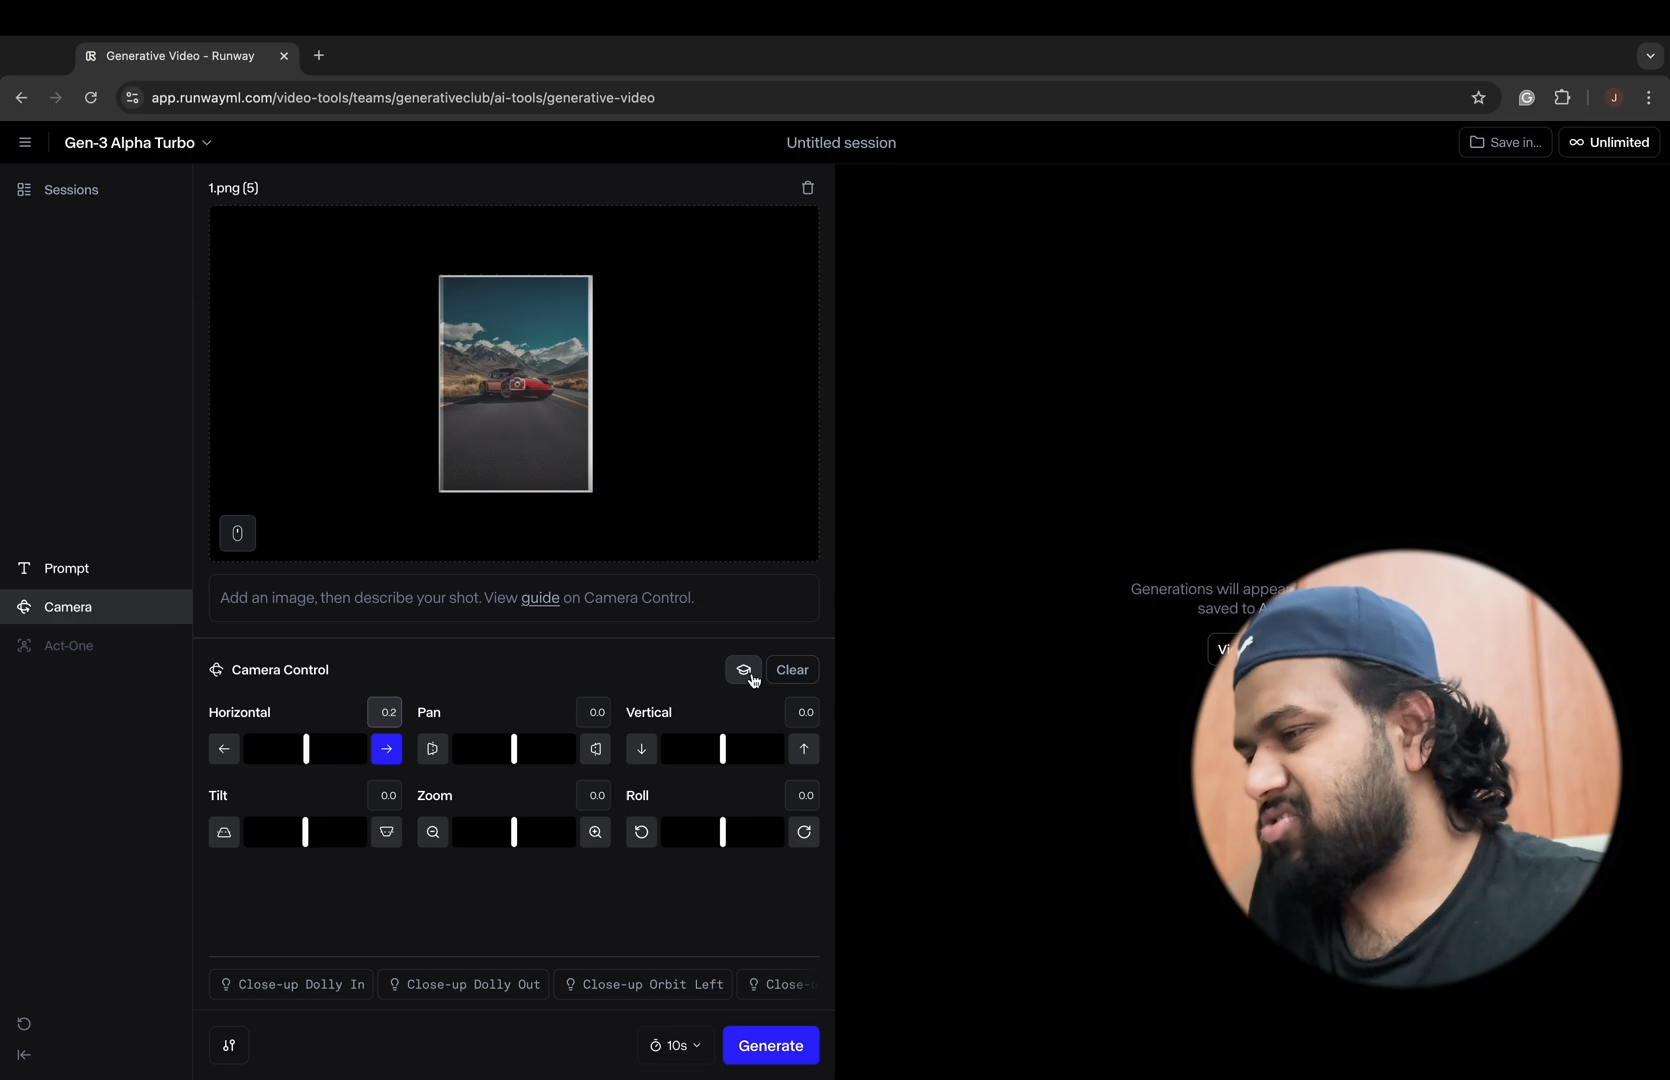 Generative Video - Runway
app.runwayml.com/video-tools/teams/generativeclub/ai-tools/generative-video
J
Gen-3 Alpha Turbo
Untitled session
Save in...
Unlimited
Sessions
1.png (5)
Prompt
Camera
Act-One
Add an image, then describe your shot. View guide on Camera Control.
Generations will appear
saved to
Camera Control
Clear
Horizontal 0.2 Pan 0.0 Vertical 0.0
Tilt 0.0 Zoom 0.0 Roll 0.0
Close-up Dolly In
Close-up Dolly Out
Close-up Orbit Left
10s
Generate